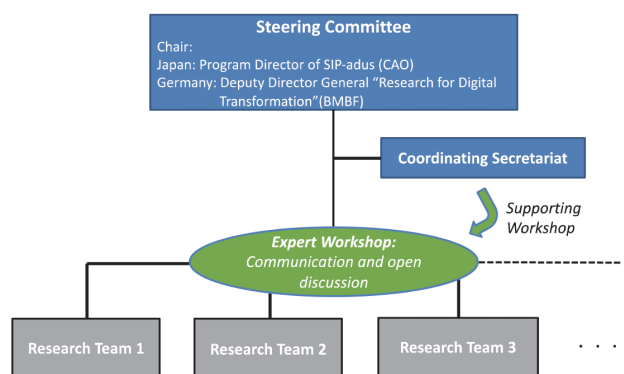 Steering Committee
Chair:
Japan: Program Director of SIP-adus (CAO)
Germany: Deputy Director General “Research for Digital
Transformation”(BMBF)
Coordinating Secretariat
Supporting
Workshop
Expert Workshop:
Communication and open
discussion
Research Team 1
Research Team 2
Research Team 3
. . .